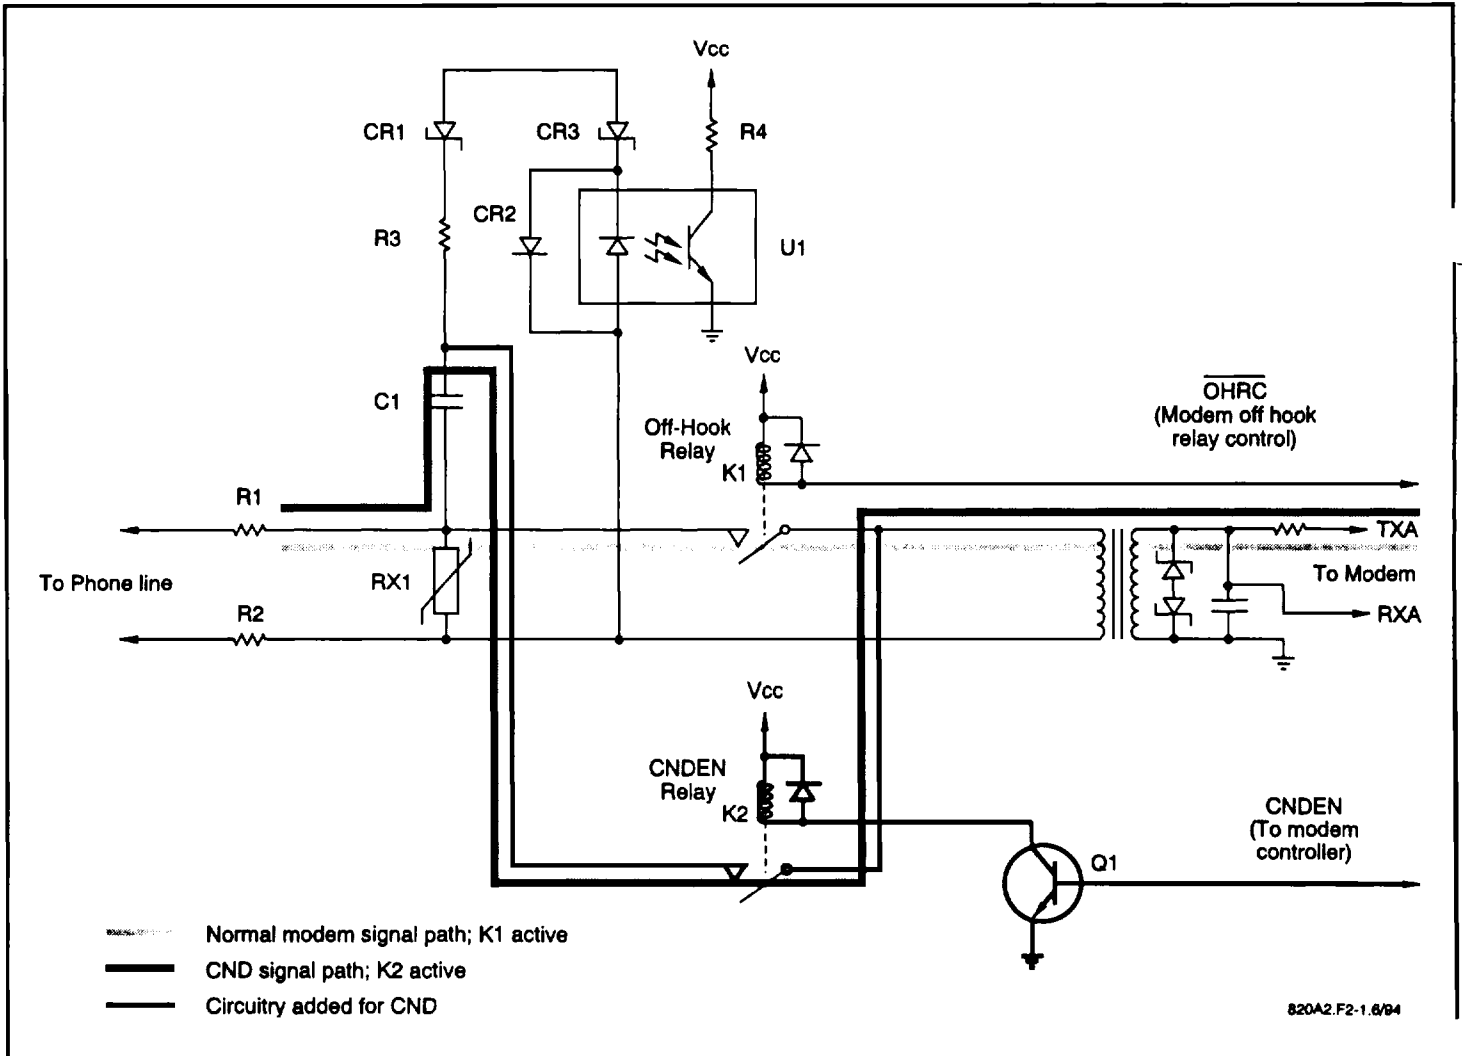 Vcc
CR1
CR3
R4
CR2
R3
U1
Vcc
C1
OHRC
(Modem off hook
relay control)
Off-Hook
Relay
K1
R1
TXA
To Phone line
RX1
To Modem
R2
RXA
Vcc
CNDEN
Relay
K2
CNDEN
(To modem
controller)
Q1
Normal modem signal path; K1 active
CND signal path; K2 active
Circuitry added for CND
820A2.F2-1.6/94